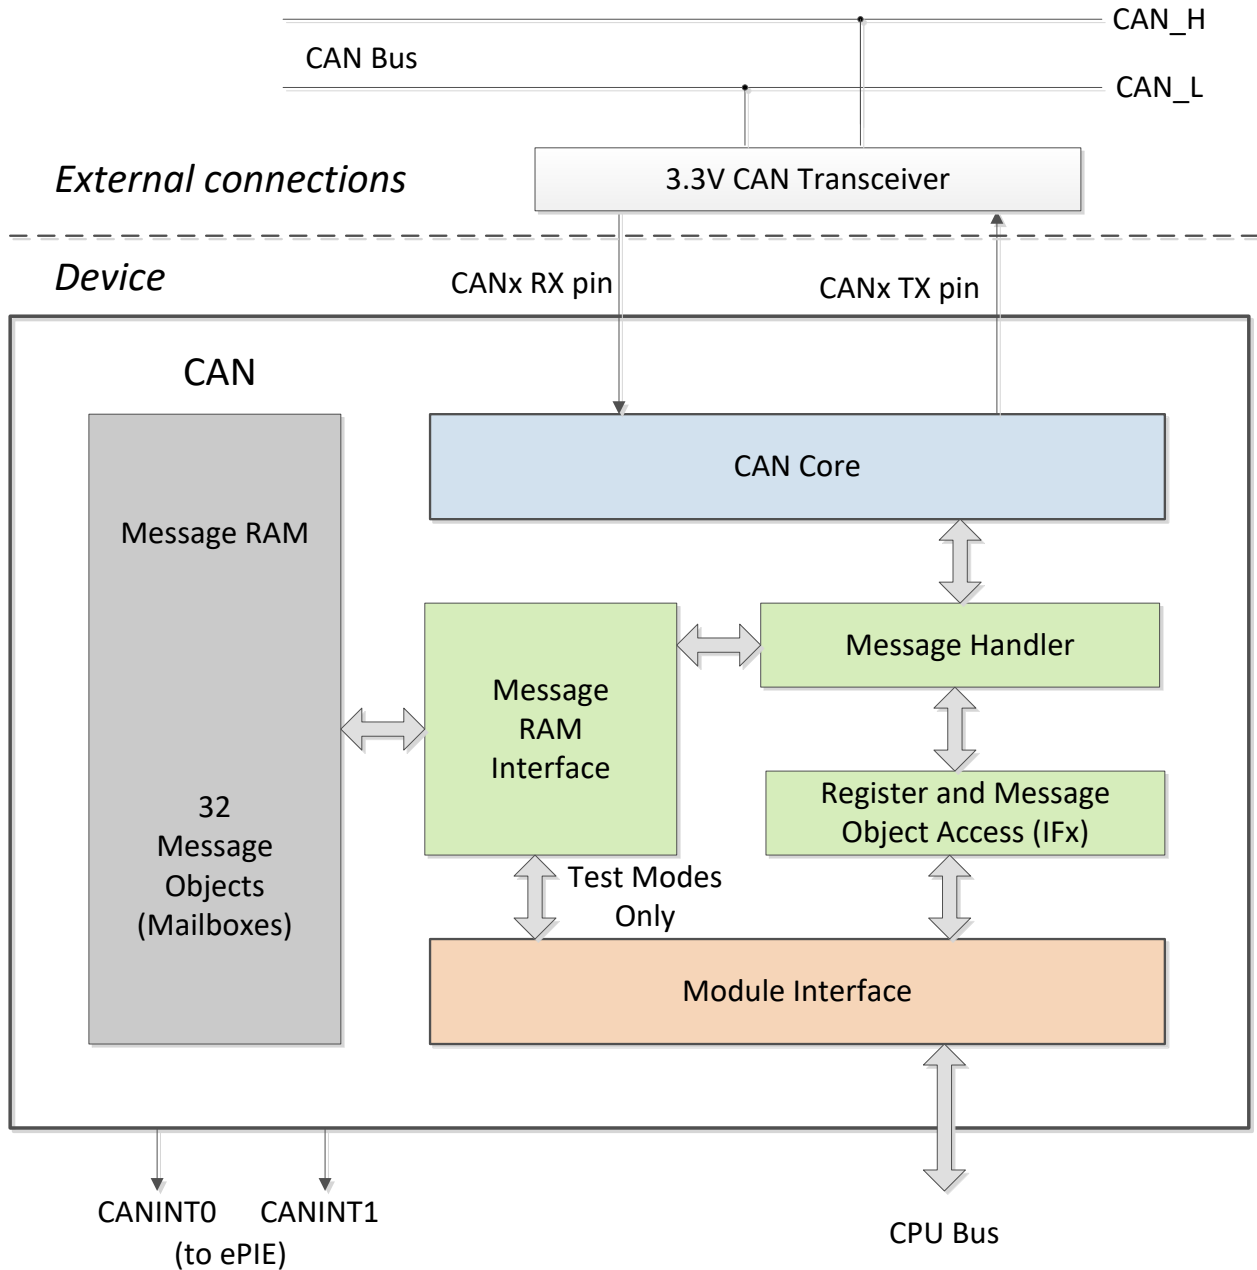 CAN_H
CAN Bus
CAN_L
External connections
3.3V CAN Transceiver
Device
CANx RX pin
CANx TX pin
CAN
CAN Core
Message RAM
Message Handler
Message
RAM
Interface
32
Message
Objects
(Mailboxes)
Register and Message
Object Access (IFx)
Test Modes
Only
Module Interface
CANINT0
CANINT1
(to ePIE)
CPU Bus